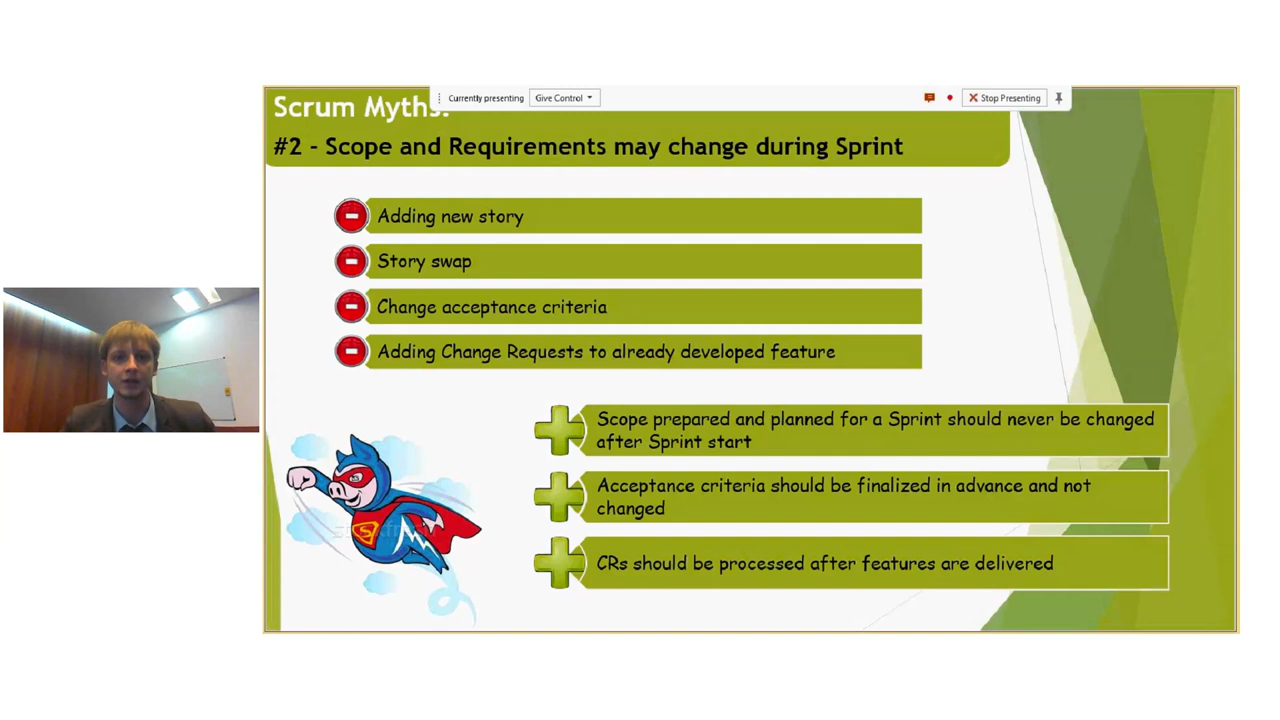 Scrum Myths:
Currently presenting
Give Control
Stop Presenting
#2 - Scope and Requirements may change during Sprint
Adding new story
Story swap
Change acceptance criteria
Adding Change Requests to already developed feature
Scope prepared and planned for a Sprint should never be changed
after Sprint start
Acceptance criteria should be finalized in advance and not
changed
CRs should be processed after features are delivered
S